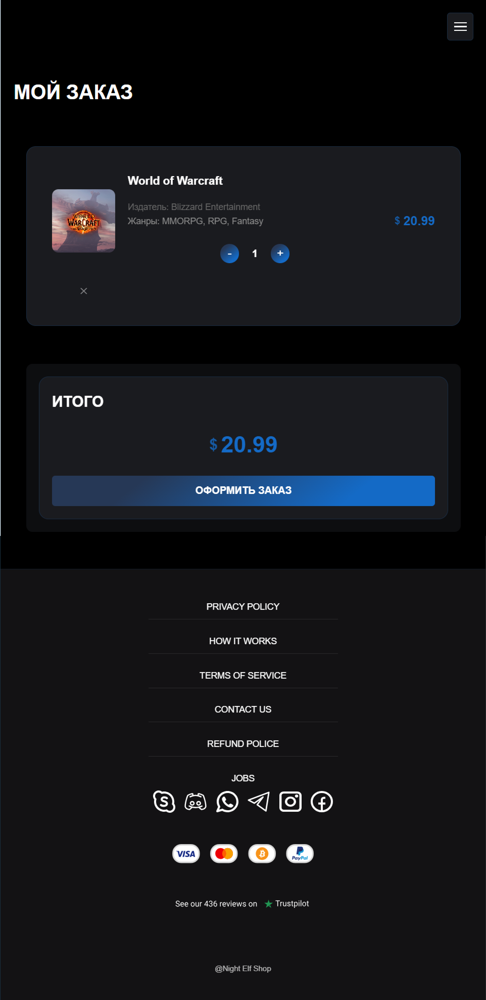 МОЙ ЗАКАЗ
World of Warcraft
Издатель: Blizzard Entertainment
Жанры: MMORPG, RPG, Fantasy
$ 20.99
WORLD
WARCRAFT
THE WAR WITHIN
- 1 +
ИТОГО
$ 20.99
ОФОРМИТЬ ЗАКАЗ
PRIVACY POLICY
HOW IT WORKS
TERMS OF SERVICE
CONTACT US
REFUND POLICE
JOBS
VISA
PayPal
See our 436 reviews on ★ Trustpilot
@Night Elf Shop